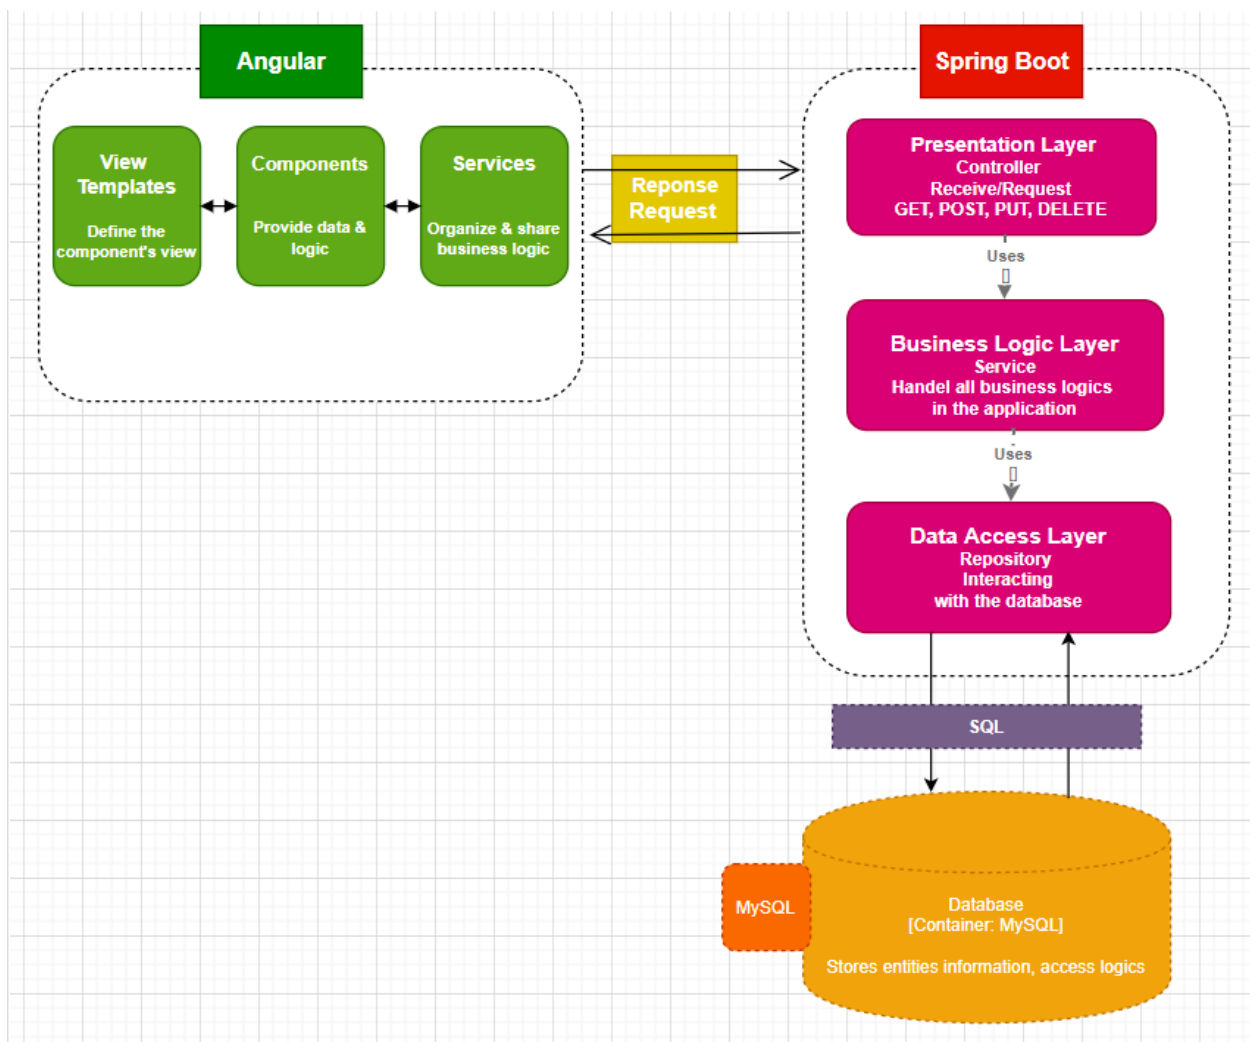 Angular
Spring Boot
View
Templates
Define the
component's view
Components
Provide data &
logic
Services
Organize & share
business logic
Reponse
Request
Presentation Layer
Controller
Receive/Request
GET, POST, PUT, DELETE
Uses
[]
Business Logic Layer
Service
Handel all business logics
in the application
Uses
[]
Data Access Layer
Repository
Interacting
with the database
SQL
MySQL
Database
[Container: MySQL]
Stores entities information, access logics